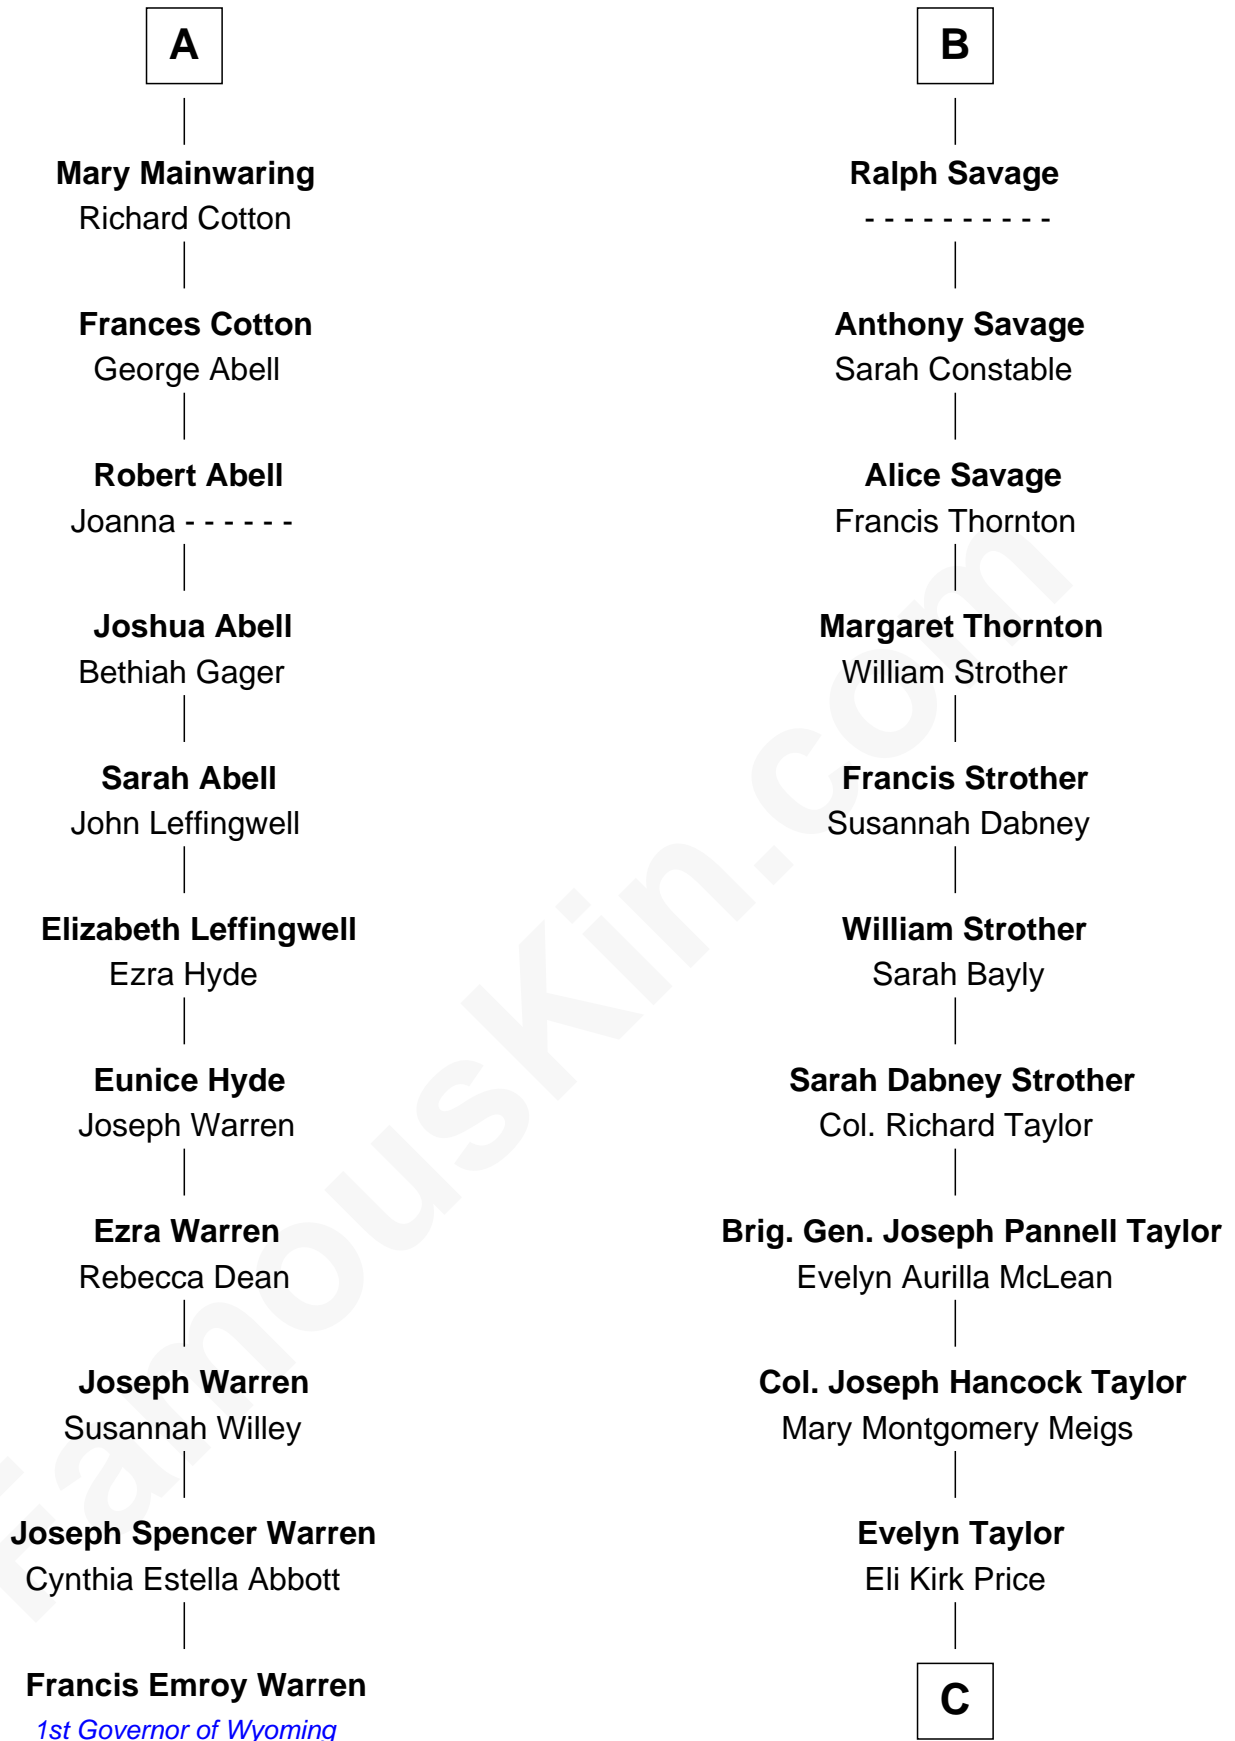 A
Mary Mainwaring
Richard Cotton
Frances Cotton
George Abell
Robert Abell
Joanna - - - - - -
Joshua Abell
Bethiah Gager
Sarah Abell
John Leffingwell
Elizabeth Leffingwell
Ezra Hyde
Eunice Hyde
Joseph Warren
Ezra Warren
Rebecca Dean
Joseph Warren
Susannah Willey
Joseph Spencer Warren
Cynthia Estella Abbott
Francis Emroy Warren
1st Governor of Wyoming
B
Ralph Savage
- - - - - - - - - -
Anthony Savage
Sarah Constable
Alice Savage
Francis Thornton
Margaret Thornton
William Strother
Francis Strother
Susannah Dabney
William Strother
Sarah Bayly
Sarah Dabney Strother
Col. Richard Taylor
Brig. Gen. Joseph Pannell Taylor
Evelyn Aurilla McLean
Col. Joseph Hancock Taylor
Mary Montgomery Meigs
Evelyn Taylor
Eli Kirk Price
C
FamousKin.com